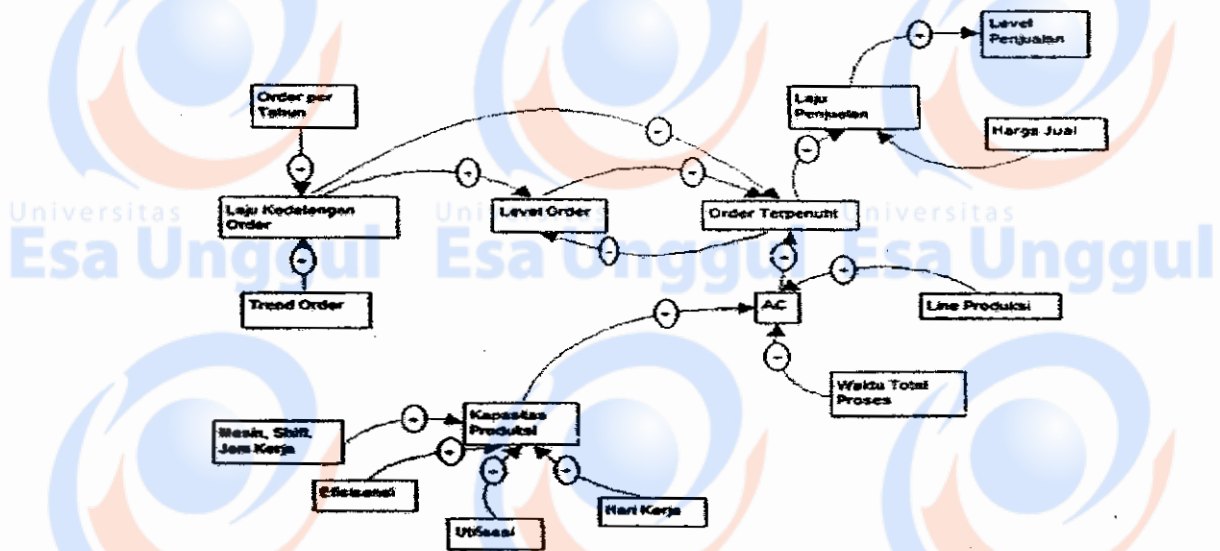 Level
Penjualan
Order per
Tahun
Laju
Penjualan
Harga Jual
Laju Kedatangan
Order
Level Order
Order Terpenuhi
Universitas
Esa Unggul
Universitas
Esa Unggul
Universitas
Esa Unggul
Trend Order
AC
Line Produksi
Waktu Total
Proses
Kapasitas
Produksi
Mesin, Shift,
Jam Kerja
Efisiensi
Hari Kerja
Utilisasi